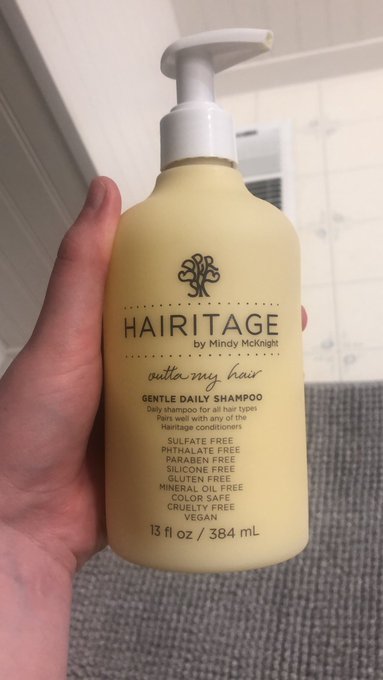 HAIRITAGE
by Mindy McKnight
outta my hair
GENTLE DAILY SHAMPOO
Daily shampoo for all hair types
Pairs well with any of the
Hairitage conditioners
SULFATE FREE
PHTHALATE FREE
PARABEN FREE
SILICONE FREE
GLUTEN FREE
MINERAL OIL FREE
COLOR SAFE
CRUELTY FREE
VEGAN
13 fl oz / 384 mL